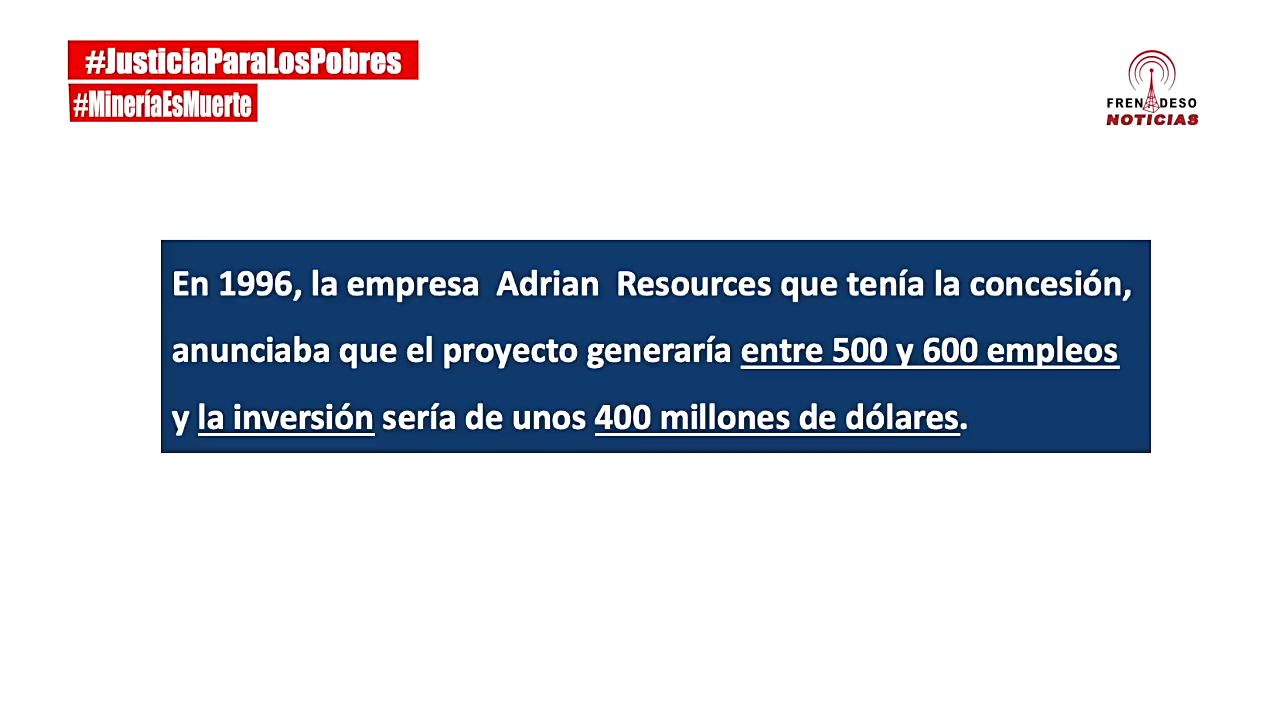 #JusticiaParaLosPobres
#MineríaEsMuerte
FRENADESO
NOTICIAS
En 1996, la empresa Adrian Resources que tenía la concesión,
anunciaba que el proyecto generaría entre 500 y 600 empleos
y la inversión sería de unos 400 millones de dólares.